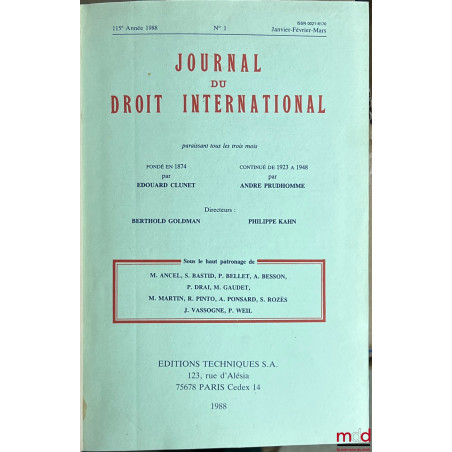 ISSN 0021-8170
115e Année 1988 N° 1 Janvier-Février-Mars
JOURNAL
DU
DROIT INTERNATIONAL
paraissant tous les trois mois
FONDÉ EN 1874 CONTINUÉ DE 1923 A 1948
par par
EDOUARD CLUNET ANDRE PRUDHOMME
Directeurs :
BERTHOLD GOLDMAN PHILIPPE KAHN
Sous le haut patronage de
M. ANCEL, S. BASTID, P. BELLET, A. BESSON,
P. DRAI, M. GAUDET,
M. MARTIN, R. PINTO, A. PONSARD, S. ROZÈS
J. VASSOGNE, P. WEIL
EDITIONS TECHNIQUES S.A.
123, rue d'Alésia
75678 PARIS Cedex 14
1988
mdd